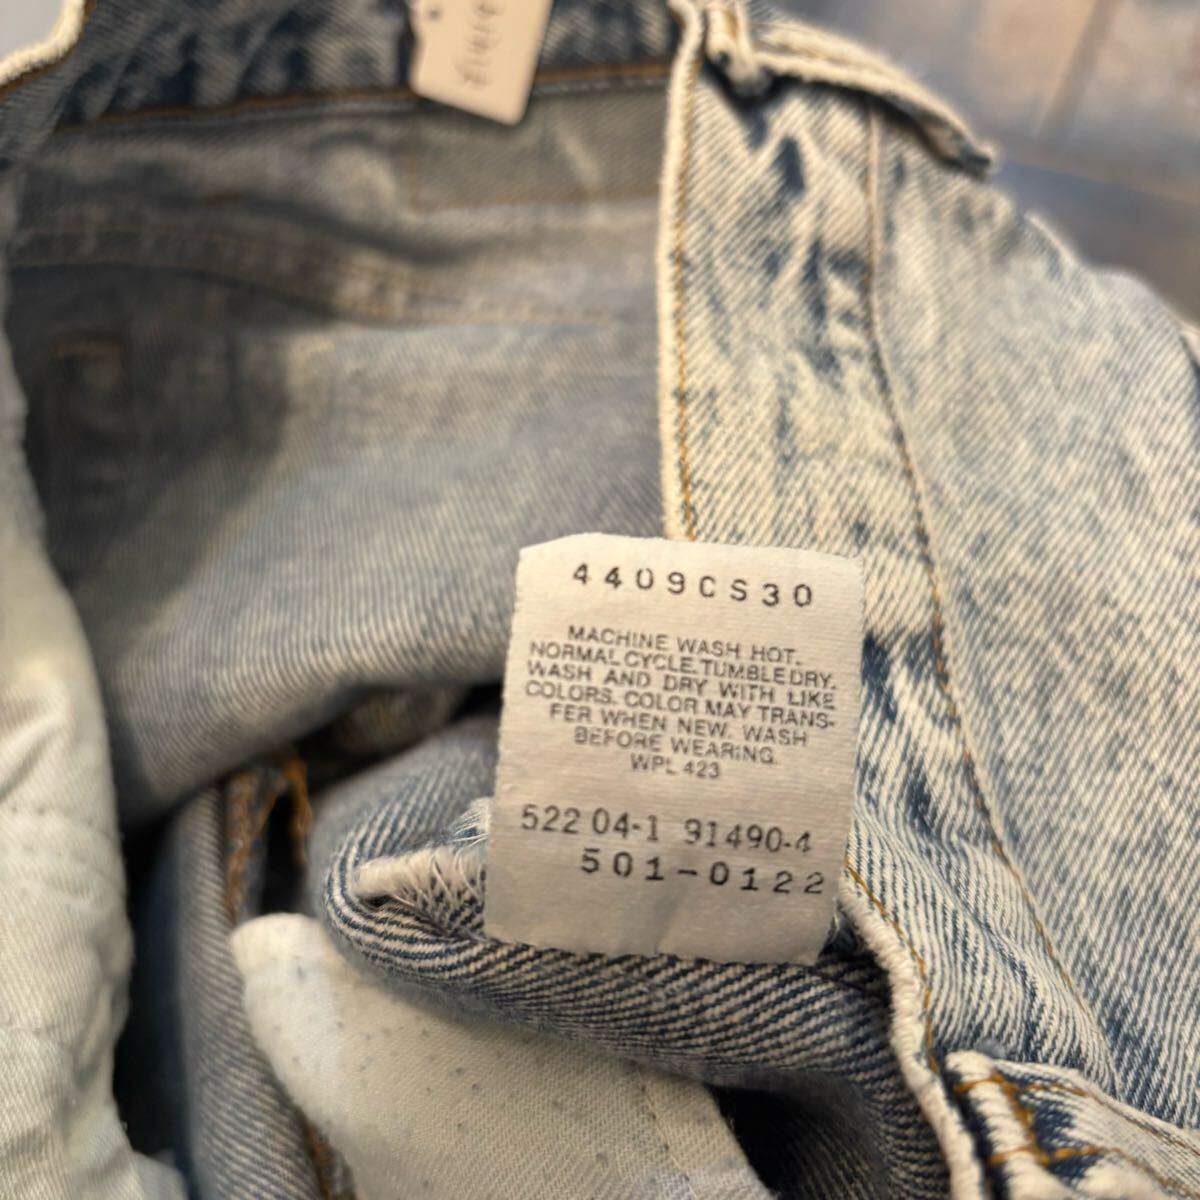 4409CS30
MACHINE WASH HOT.
NORMAL CYCLE. TUMBLE DRY.
WASH AND DRY WITH LIKE
COLORS. COLOR MAY TRANS-
FER WHEN NEW. WASH
BEFORE WEARING.
WPL 423
522 04-1 91490-4
501-0122